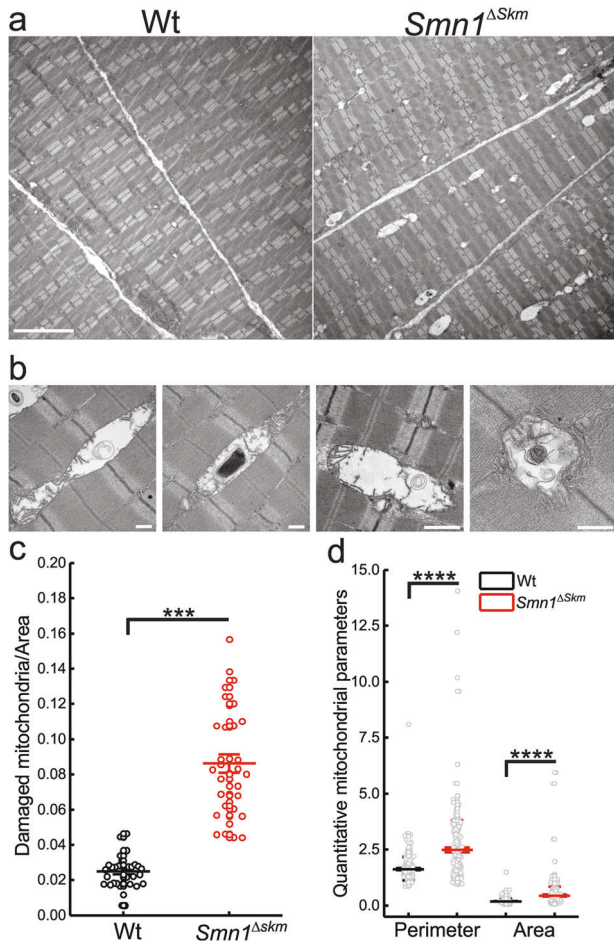 a
Wt
Smn1ΔSkm
b
c
Damaged mitochondria/Area
0.20
0.18
0.16
0.14
0.12
0.10
0.08
0.06
0.04
0.02
0.00
***
Wt
Smn1Δskm
d
Quantitative mitochondrial parameters
15.0
12.5
10.0
7.5
5.0
2.5
0.0
****
****
Wt
Smn1ΔSkm
Perimeter
Area